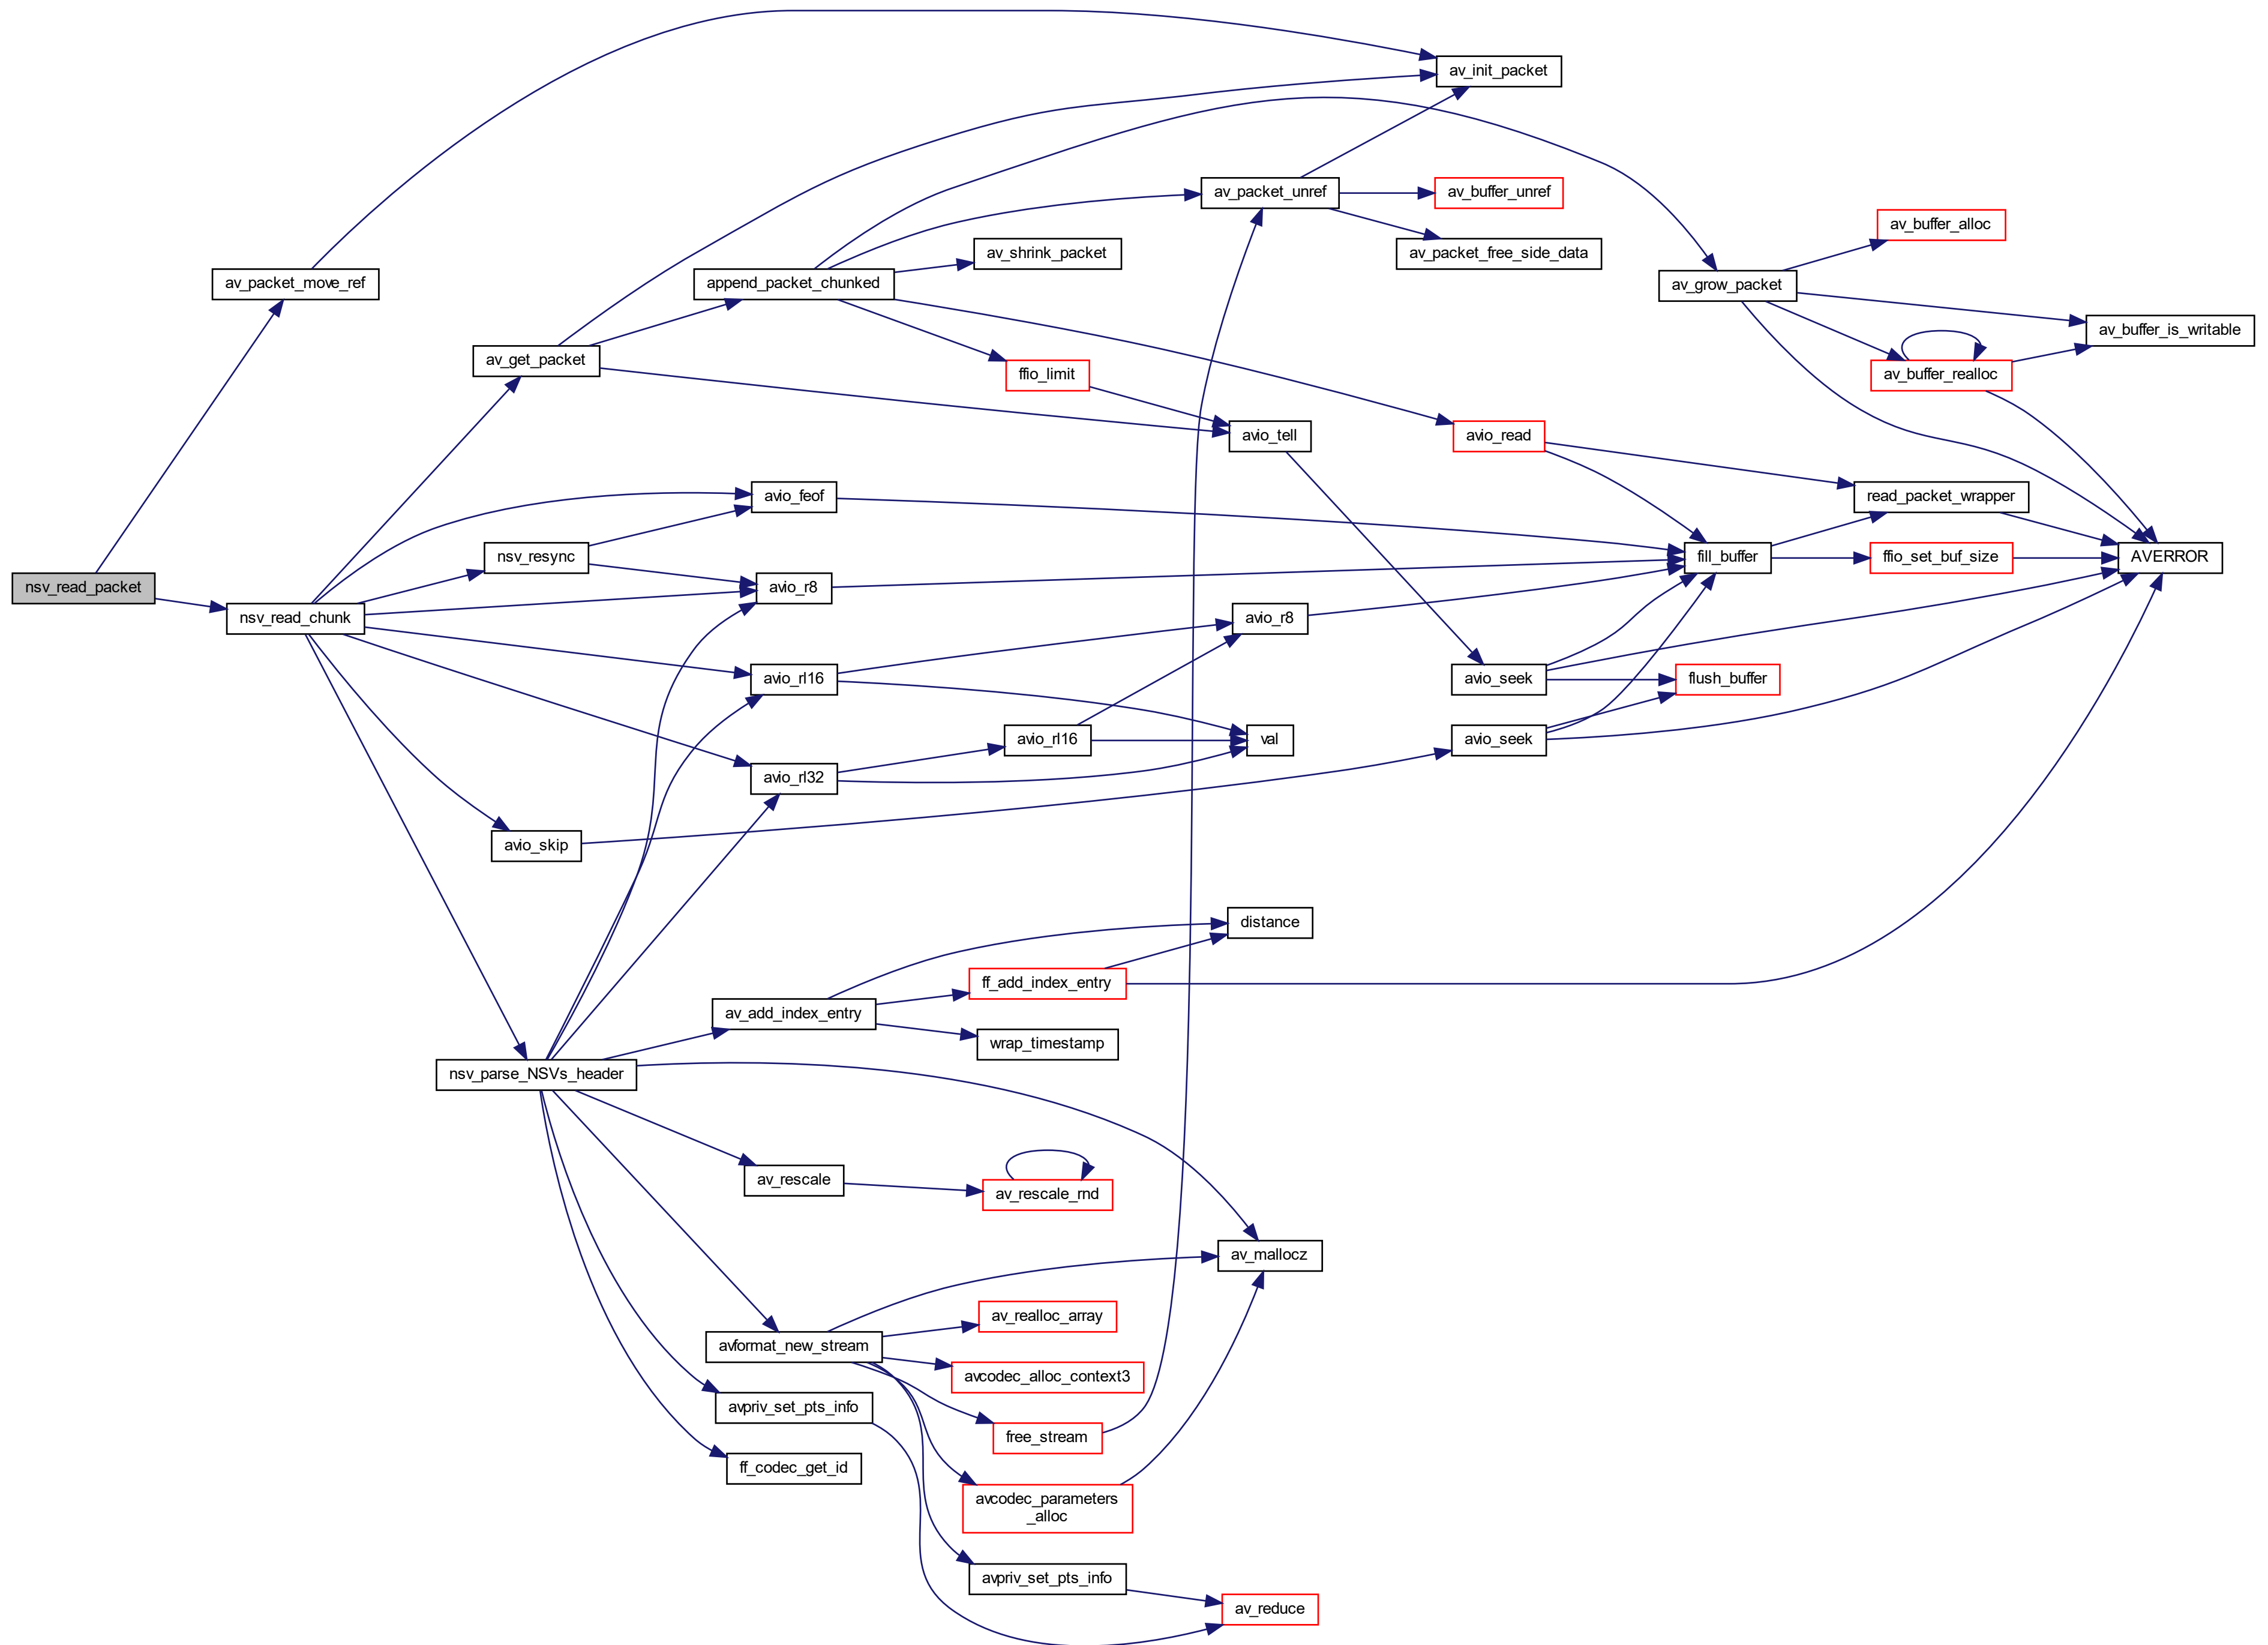 av_init_packet
av_packet_unref
av_buffer_unref
av_buffer_alloc
av_shrink_packet
av_packet_free_side_data
av_packet_move_ref
append_packet_chunked
av_grow_packet
av_buffer_is_writable
av_get_packet
ffio_limit
av_buffer_realloc
avio_tell
avio_read
avio_feof
read_packet_wrapper
nsv_resync
fill_buffer
ffio_set_buf_size
AVERROR
nsv_read_packet
avio_r8
nsv_read_chunk
avio_r8
avio_rl16
avio_seek
flush_buffer
avio_rl16
val
avio_seek
avio_rl32
avio_skip
distance
ff_add_index_entry
av_add_index_entry
wrap_timestamp
nsv_parse_NSVs_header
av_rescale
av_rescale_rnd
av_mallocz
av_realloc_array
avformat_new_stream
avcodec_alloc_context3
avpriv_set_pts_info
free_stream
ff_codec_get_id
avcodec_parameters
_alloc
avpriv_set_pts_info
av_reduce